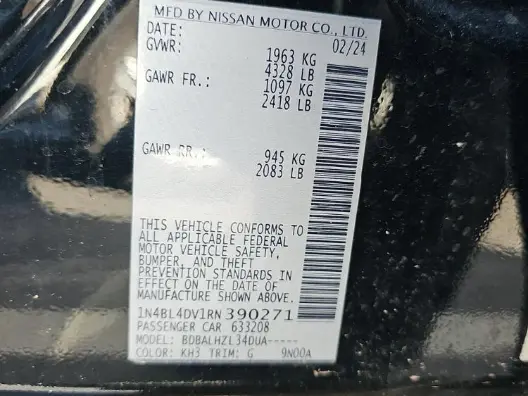 MFD BY NISSAN MOTOR CO., LTD.
DATE: 02/24
GVWR: 1963 KG
4328 LB
GAWR FR.: 1097 KG
2418 LB
GAWR RR.: 945 KG
2083 LB
THIS VEHICLE CONFORMS TO
ALL APPLICABLE FEDERAL
MOTOR VEHICLE SAFETY,
BUMPER, AND THEFT
PREVENTION STANDARDS IN
EFFECT ON THE DATE OF
MANUFACTURE SHOWN ABOVE.
1N4BL4DV1RN390271
PASSENGER CAR 633208
MODEL: BDBALHZL34DUA-----
COLOR: KH3 TRIM: G 9N00A